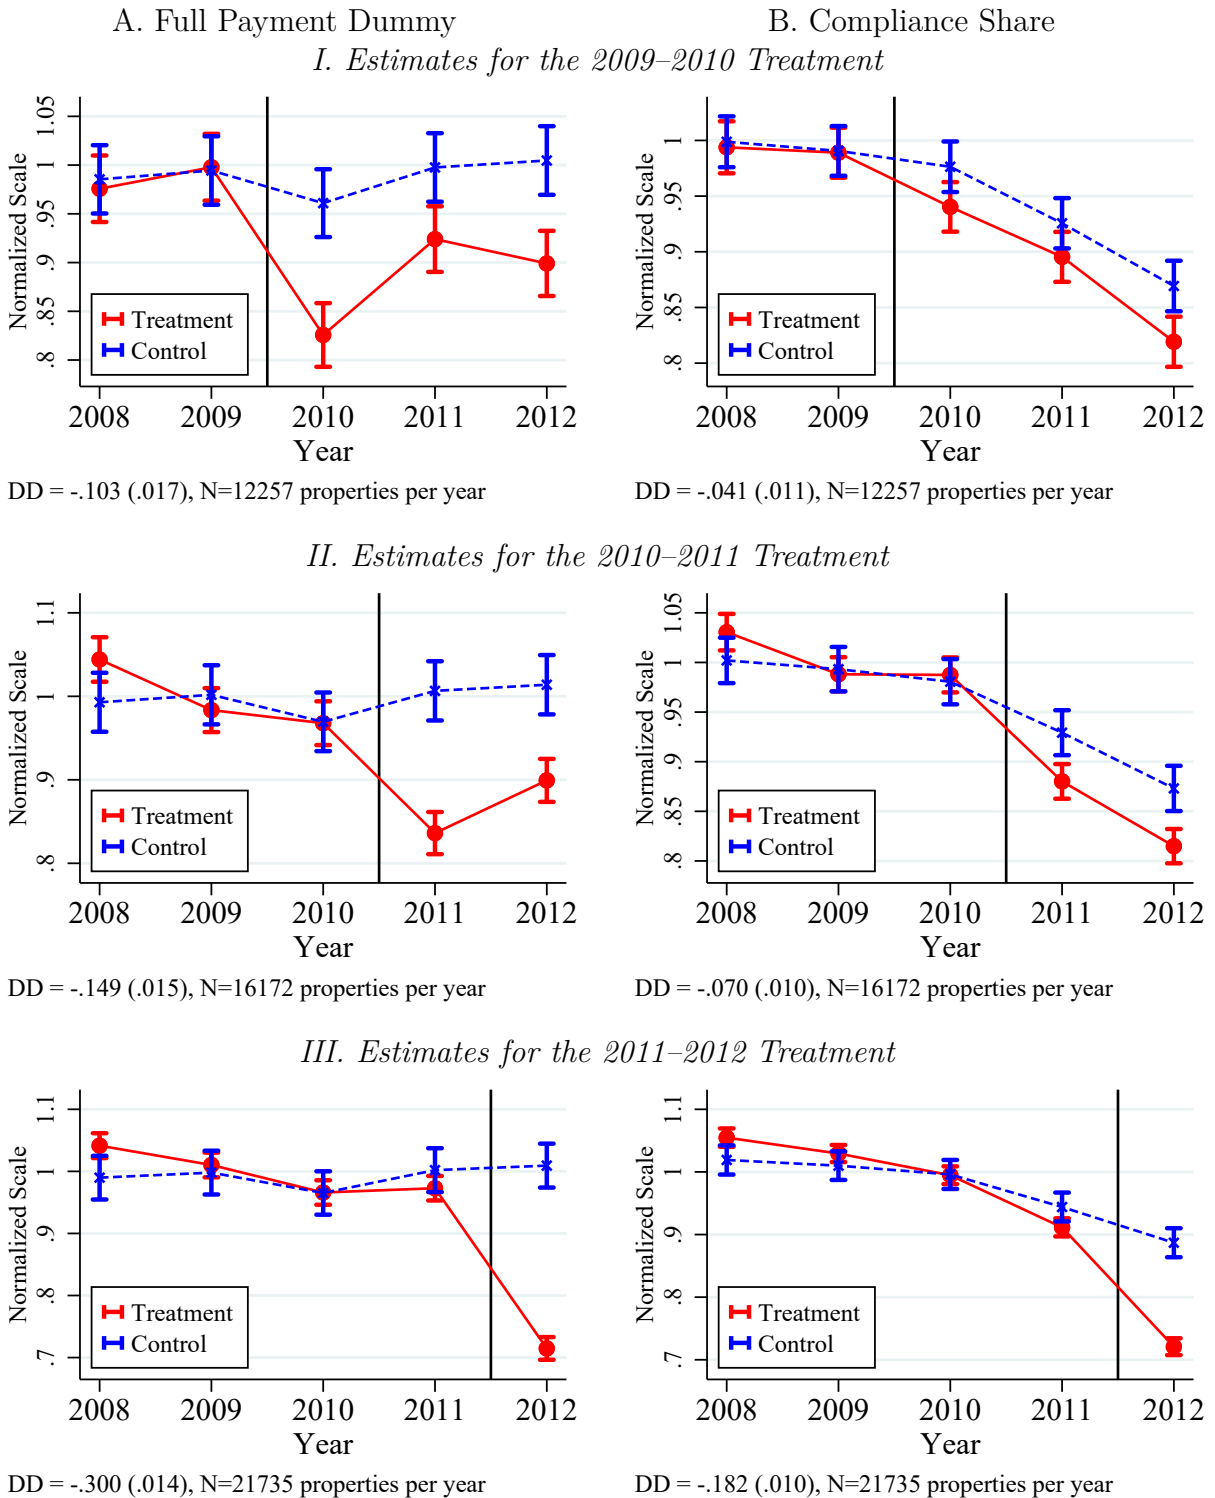 A. Full Payment Dummy
B. Compliance Share
I. Estimates for the 2009–2010 Treatment
Normalized Scale
1.05
1
.95
.9
.85
.8
Treatment
Control
2008 2009 2010 2011 2012
Year
DD = -.103 (.017), N=12257 properties per year
Normalized Scale
1
.95
.9
.85
.8
Treatment
Control
2008 2009 2010 2011 2012
Year
DD = -.041 (.011), N=12257 properties per year
II. Estimates for the 2010–2011 Treatment
Normalized Scale
1.1
1
.9
.8
Treatment
Control
2008 2009 2010 2011 2012
Year
DD = -.149 (.015), N=16172 properties per year
Normalized Scale
1.05
1
.95
.9
.85
.8
Treatment
Control
2008 2009 2010 2011 2012
Year
DD = -.070 (.010), N=16172 properties per year
III. Estimates for the 2011–2012 Treatment
Normalized Scale
1.1
1
.9
.8
.7
Treatment
Control
2008 2009 2010 2011 2012
Year
DD = -.300 (.014), N=21735 properties per year
Normalized Scale
1.1
1
.9
.8
.7
Treatment
Control
2008 2009 2010 2011 2012
Year
DD = -.182 (.010), N=21735 properties per year